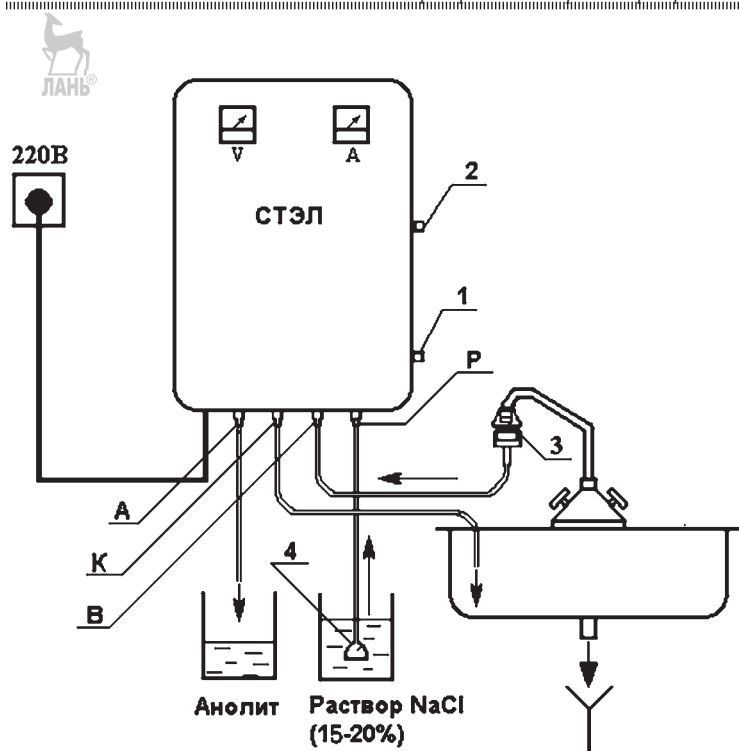 ЛАНЬ®
220В
V
A
СТЭЛ
2
1
Р
3
А
К
4
В
Анолит
Раствор NaCl
(15-20%)